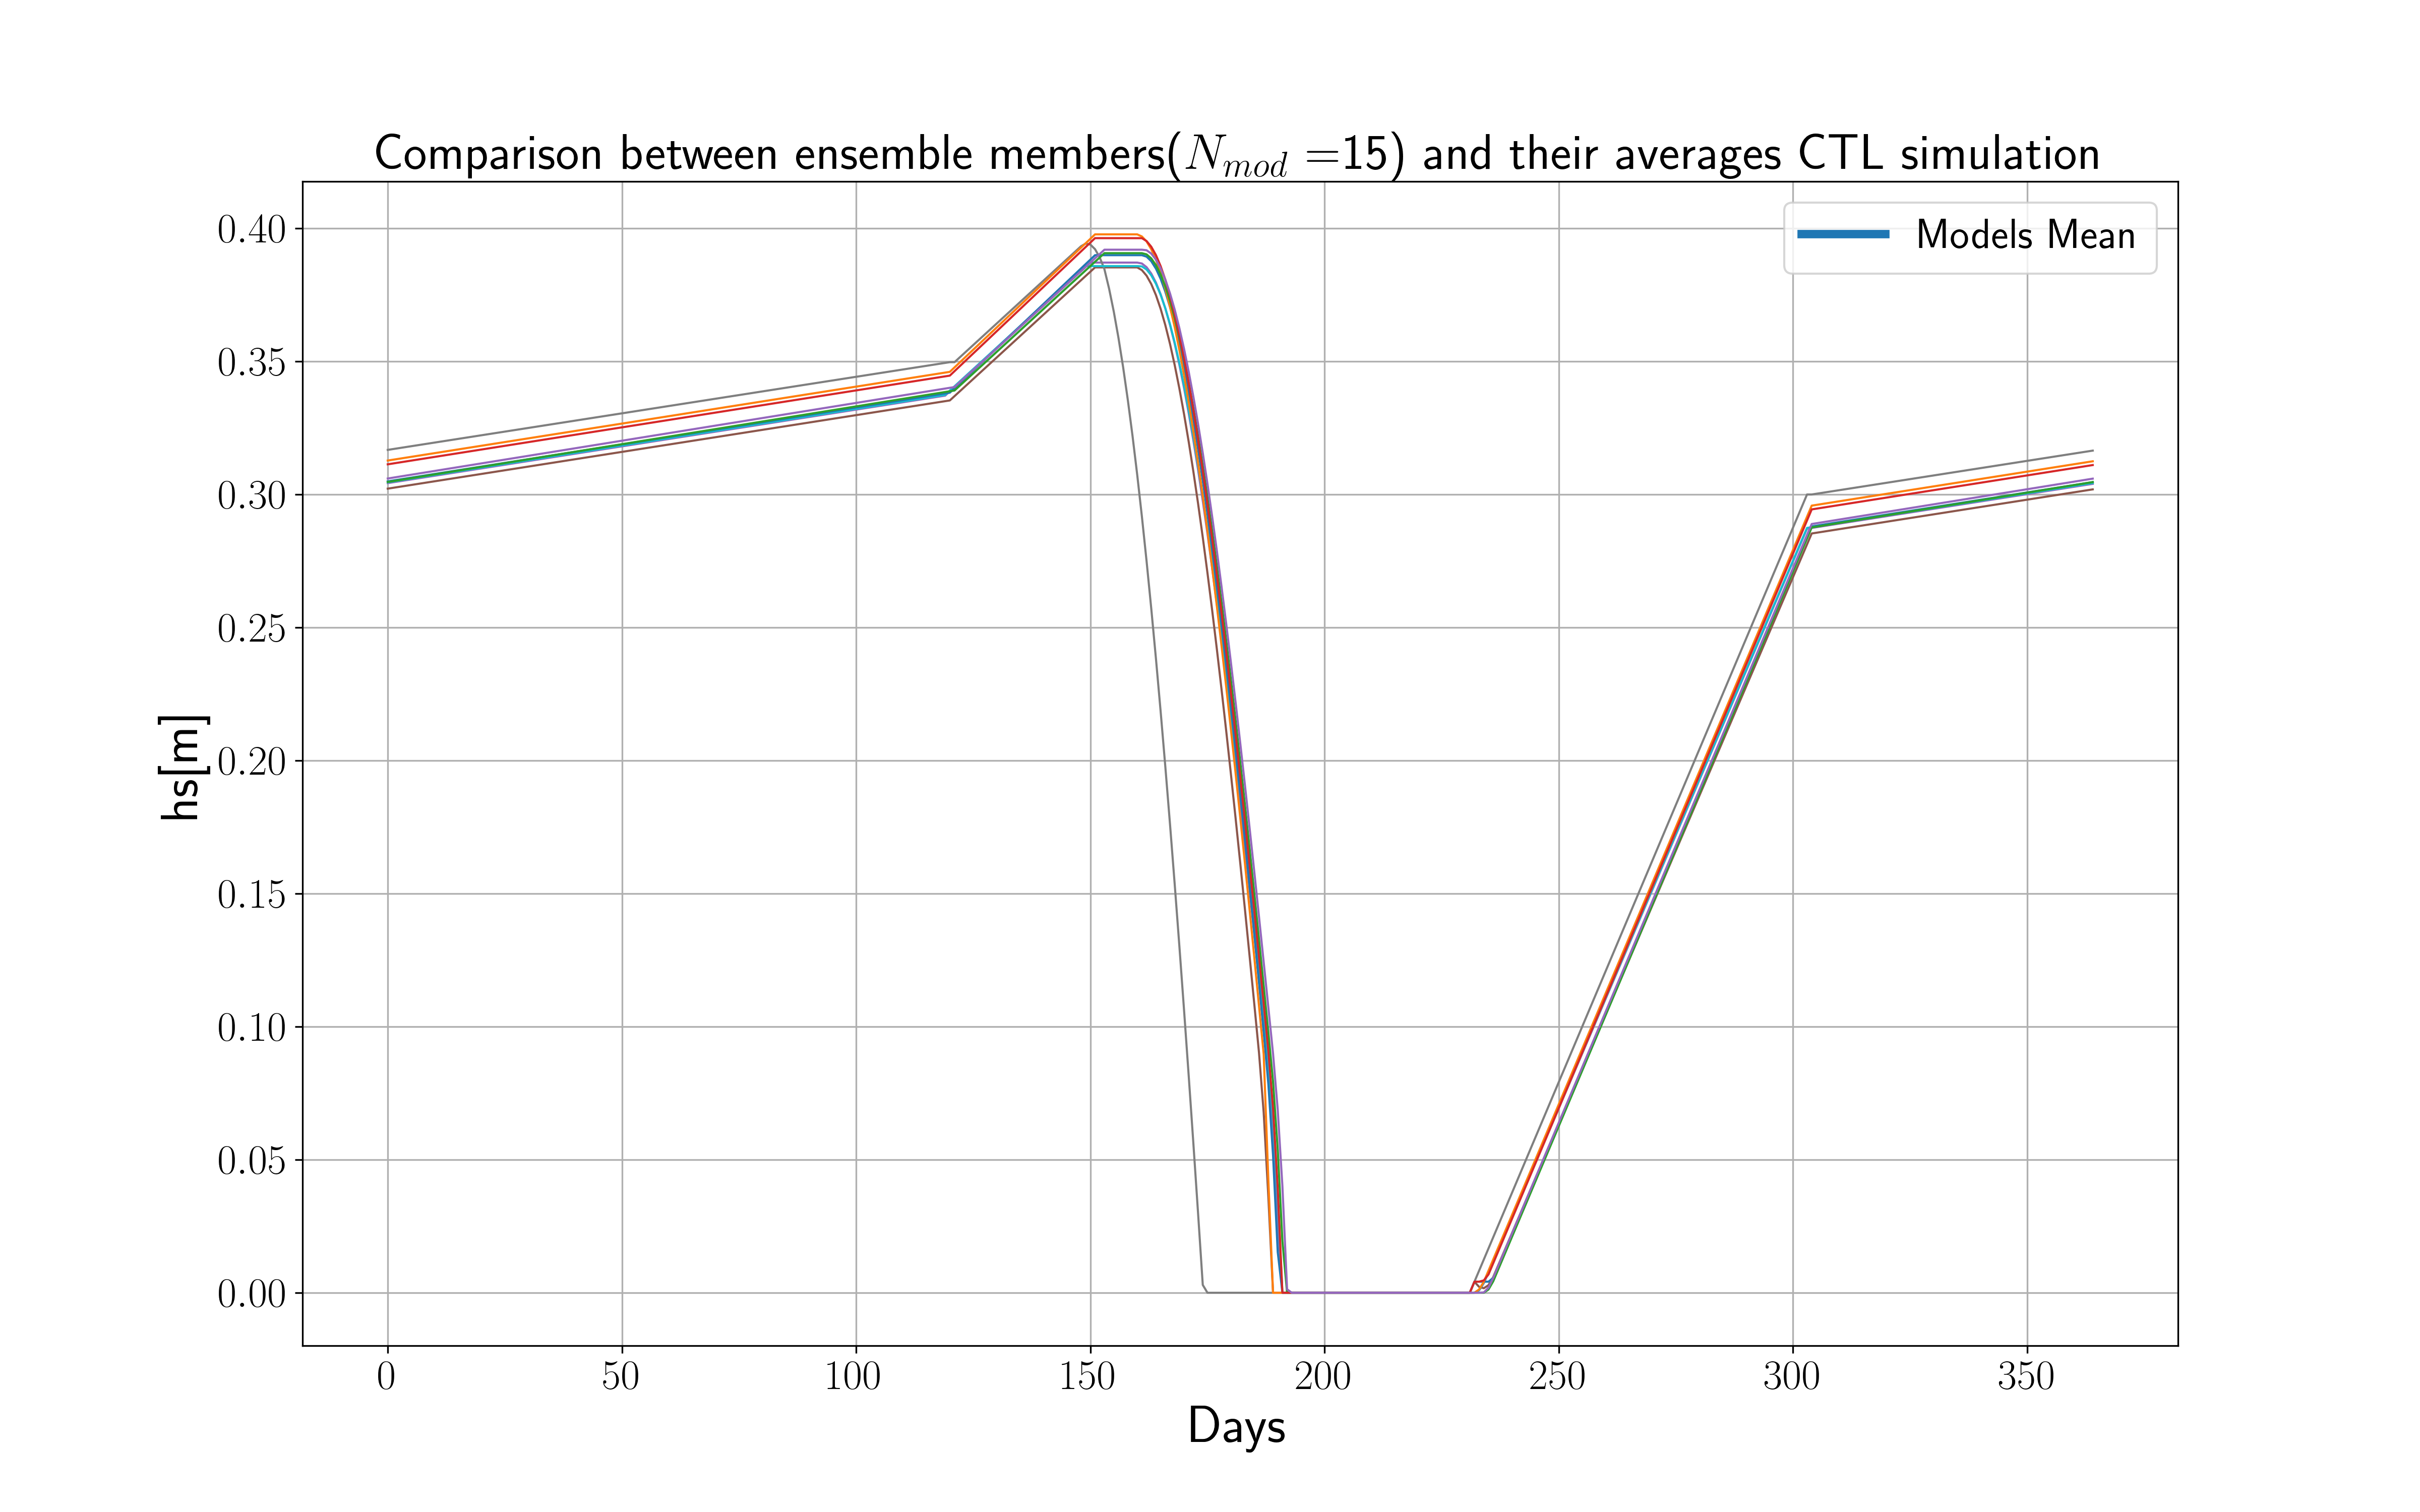 Comparison between ensemble members(N_mod =15) and their averages CTL simulation
Models Mean
hs[m]
0.40
0.35
0.30
0.25
0.20
0.15
0.10
0.05
0.00
0 50 100 150 200 250 300 350
Days